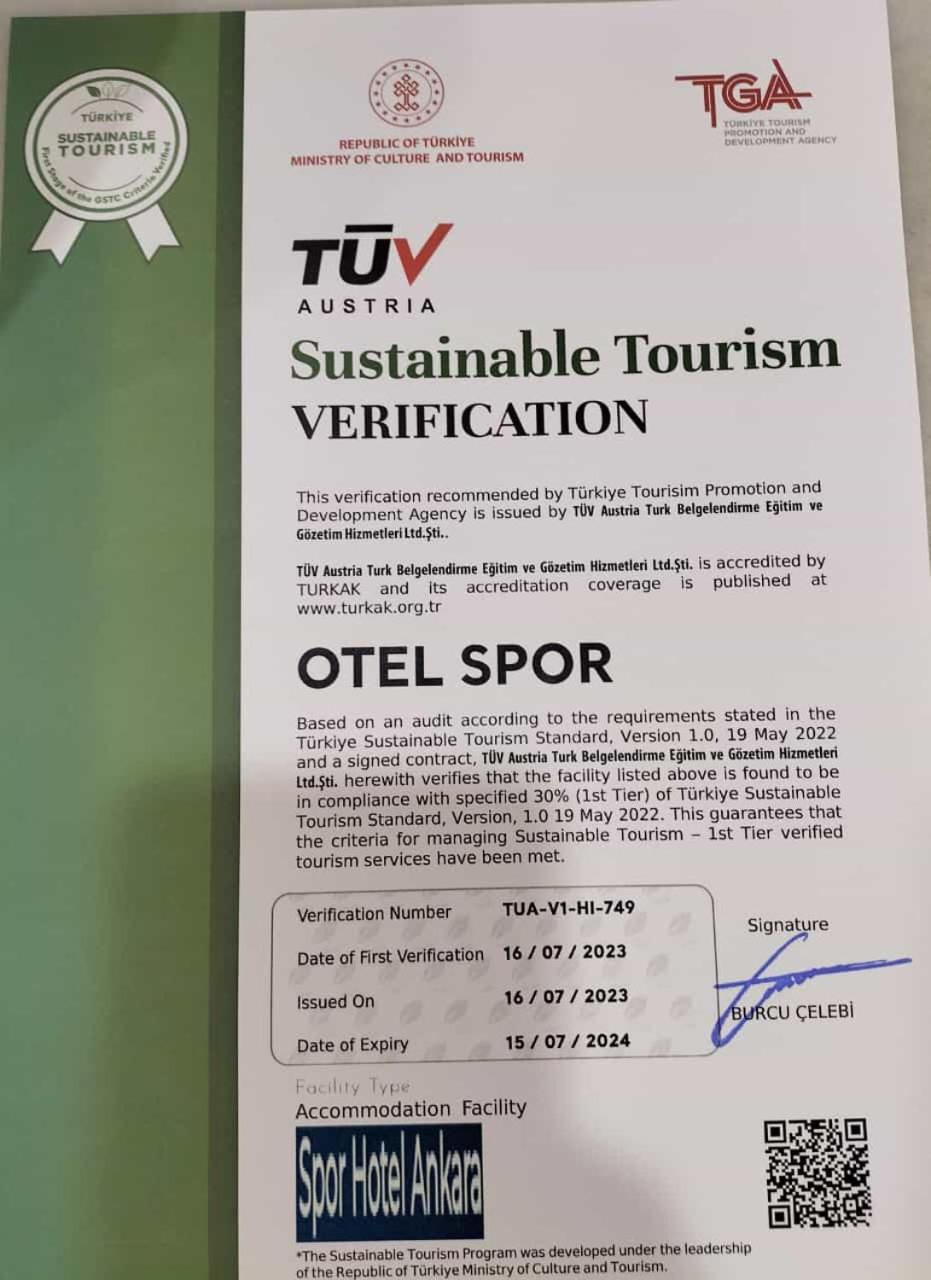 TÜRKİYE
SUSTAINABLE
TOURISM
First Stage of the GSTC Criteria Verified
REPUBLIC OF TÜRKİYE
MINISTRY OF CULTURE AND TOURISM
TGA
TÜRKİYE TOURISM
PROMOTION AND
DEVELOPMENT AGENCY
TÜV
AUSTRIA
Sustainable Tourism
VERIFICATION
This verification recommended by Türkiye Tourisim Promotion and
Development Agency is issued by TÜV Austria Turk Belgelendirme Eğitim ve
Gözetim Hizmetleri Ltd.Şti..
TÜV Austria Turk Belgelendirme Eğitim ve Gözetim Hizmetleri Ltd.Şti. is accredited by
TURKAK and its accreditation coverage is published at
www.turkak.org.tr
OTEL SPOR
Based on an audit according to the requirements stated in the
Türkiye Sustainable Tourism Standard, Version 1.0, 19 May 2022
and a signed contract, TÜV Austria Turk Belgelendirme Eğitim ve Gözetim Hizmetleri
Ltd.Şti. herewith verifies that the facility listed above is found to be
in compliance with specified 30% (1st Tier) of Türkiye Sustainable
Tourism Standard, Version, 1.0 19 May 2022. This guarantees that
the criteria for managing Sustainable Tourism – 1st Tier verified
tourism services have been met.
Verification Number TUA-V1-HI-749
Date of First Verification 16 / 07 / 2023
Issued On 16 / 07 / 2023
Date of Expiry 15 / 07 / 2024
Signature
BURCU ÇELEBİ
Facility Type
Accommodation Facility
Spor Hotel Ankara
*The Sustainable Tourism Program was developed under the leadership
of the Republic of Türkiye Ministry of Culture and Tourism.